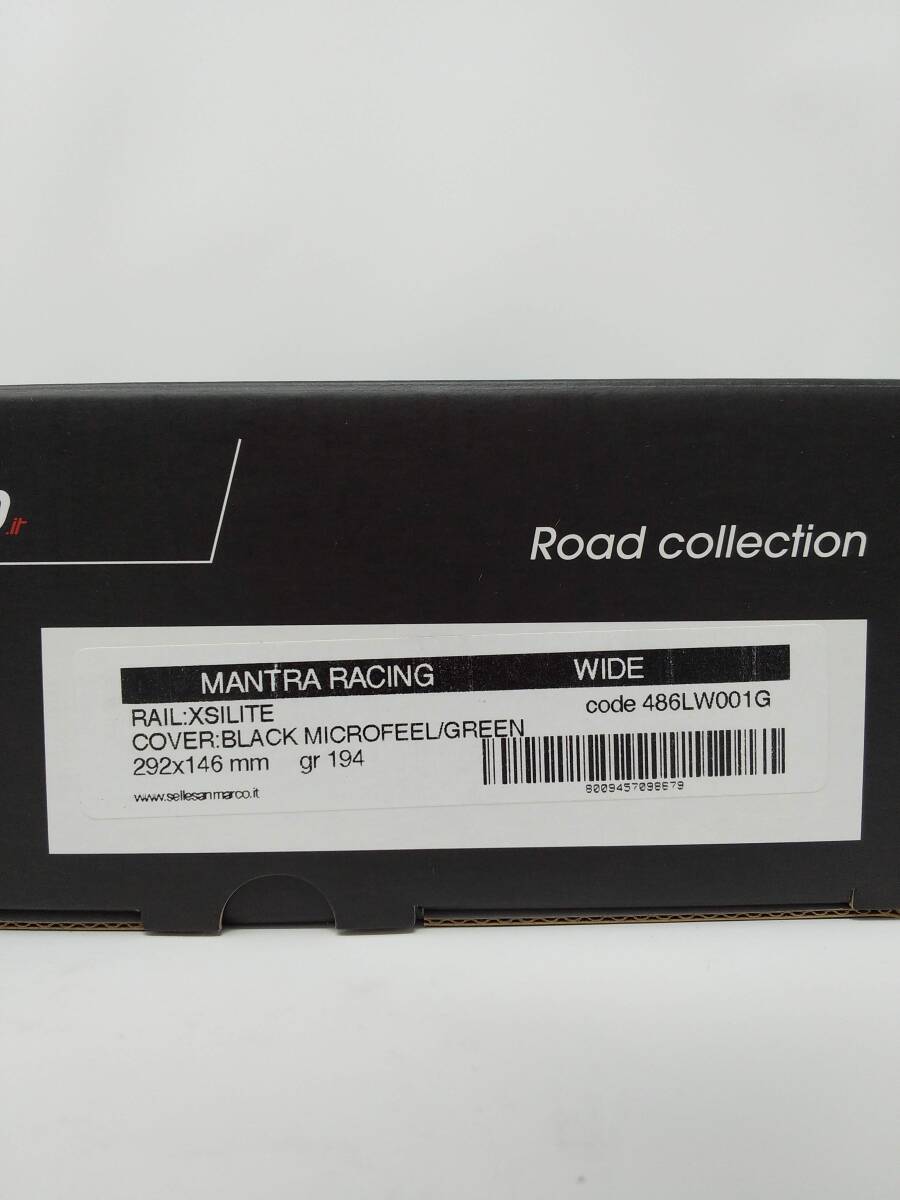 .it
Road collection
MANTRA RACING WIDE
RAIL:XSILITE code 486LW001G
COVER:BLACK MICROFEEL/GREEN
292x146 mm gr 194
www.sellesanmarco.it